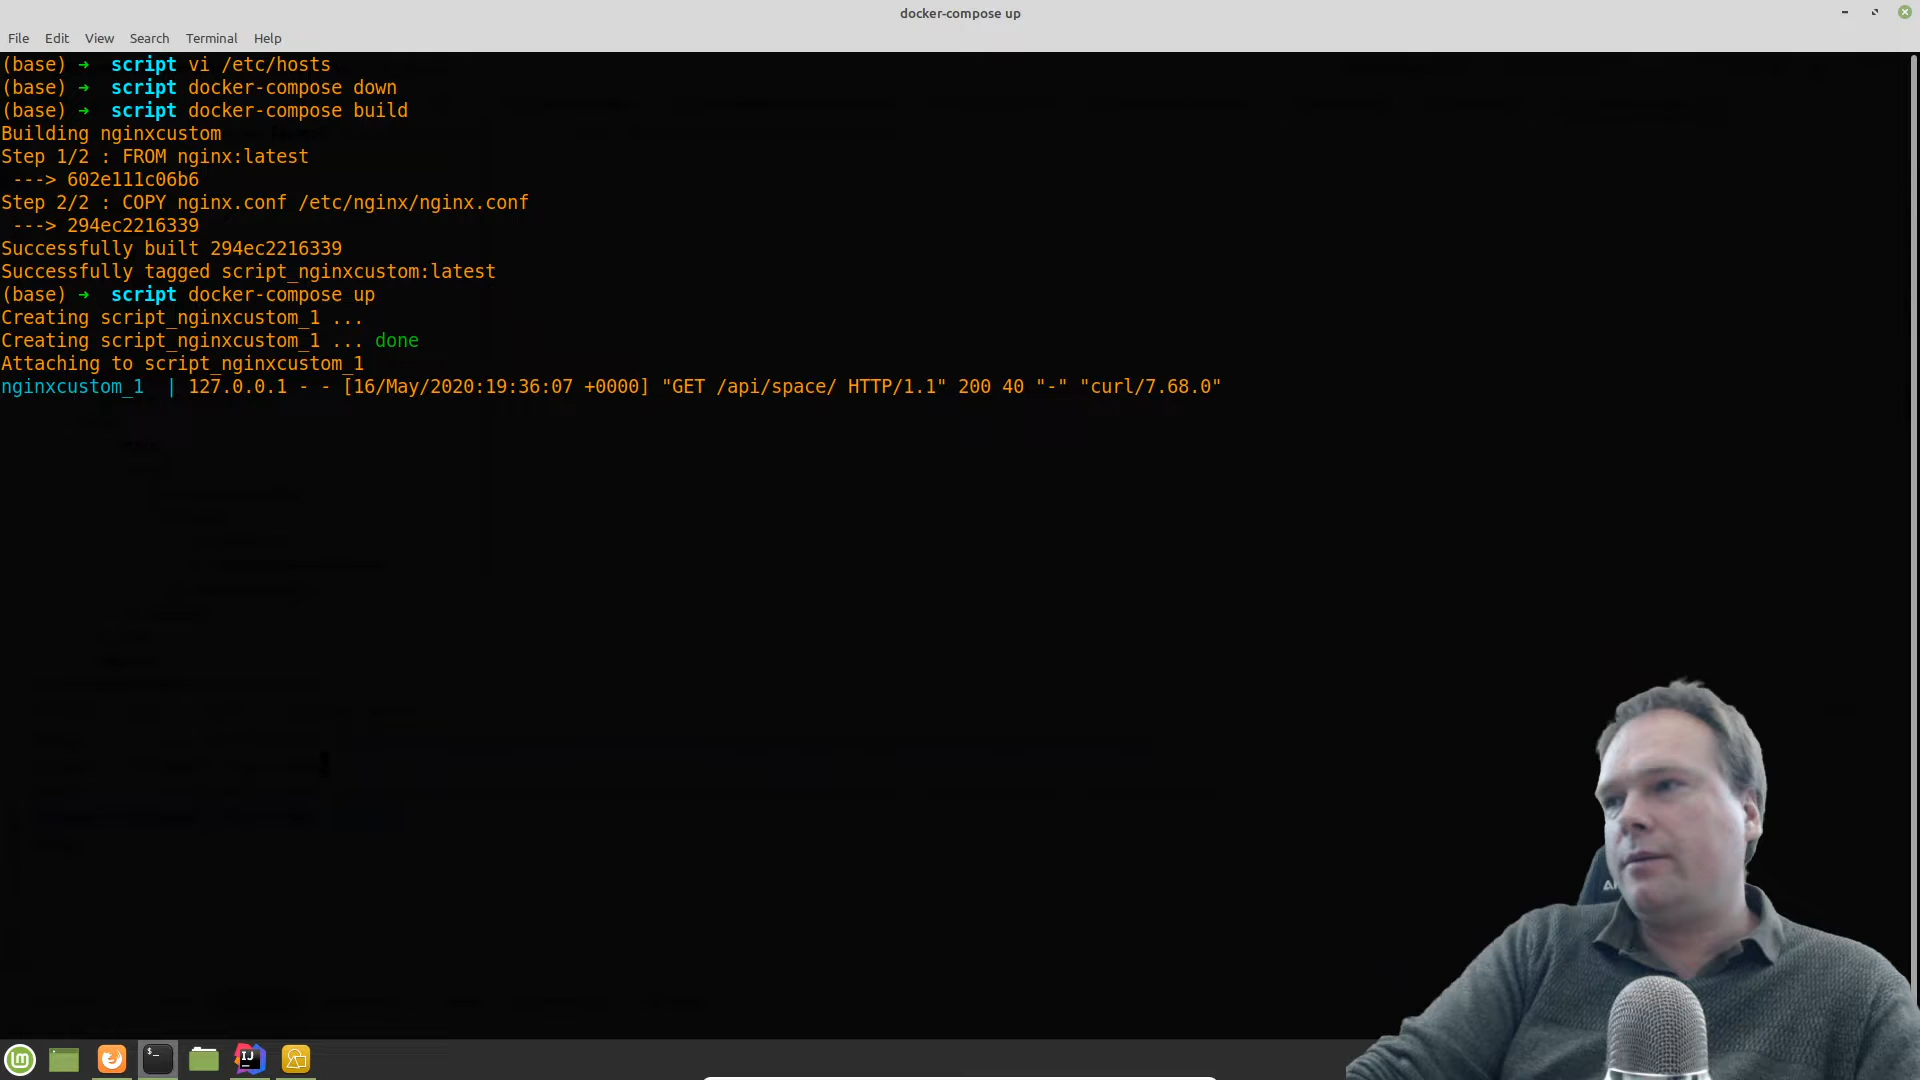 docker-compose up
File Edit View Search Terminal Help
(base) ➜ script vi /etc/hosts
(base) ➜ script docker-compose down
(base) ➜ script docker-compose build
Building nginxcustom
Step 1/2 : FROM nginx:latest
---> 602e111c06b6
Step 2/2 : COPY nginx.conf /etc/nginx/nginx.conf
---> 294ec2216339
Successfully built 294ec2216339
Successfully tagged script_nginxcustom:latest
(base) ➜ script docker-compose up
Creating script_nginxcustom_1 ...
Creating script_nginxcustom_1 ... done
Attaching to script_nginxcustom_1
nginxcustom_1 | 127.0.0.1 - - [16/May/2020:19:36:07 +0000] "GET /api/space/ HTTP/1.1" 200 40 "-" "curl/7.68.0"
lm
$_
IJ